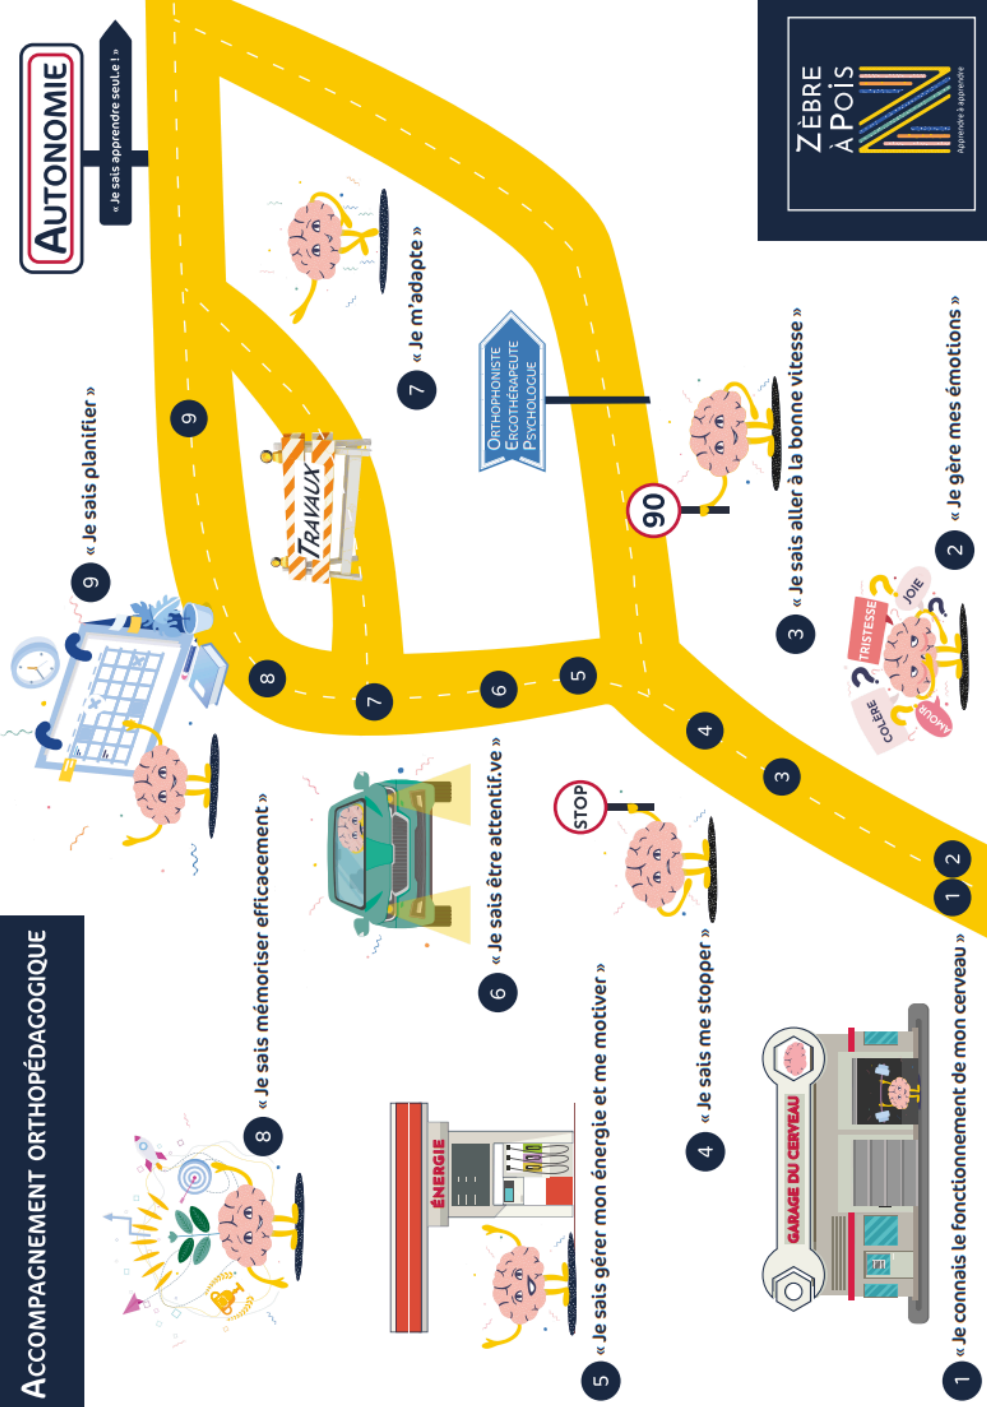 ACCOMPAGNEMENT ORTHOPÉDAGOGIQUE
AUTONOMIE
« Je sais apprendre seul.e ! »
9 « Je sais planifier »
8 « Je sais mémoriser efficacement »
9
8
TRAVAUX
7
7 « Je m'adapte »
6 « Je sais être attentif.ve »
6
5
ORTHOPHONISTE
ERGOTHÉRAPEUTE
PSYCHOLOGUE
ÉNERGIE
5 « Je sais gérer mon énergie et me motiver »
STOP
4 « Je sais me stopper »
4
3
90
3 « Je sais aller à la bonne vitesse »
COLÈRE
TRISTESSE
AMOUR
JOIE
2 « Je gère mes émotions »
GARAGE DU CERVEAU
1 « Je connais le fonctionnement de mon cerveau »
1
2
ZÈBRE
À POIS
Apprendre à apprendre